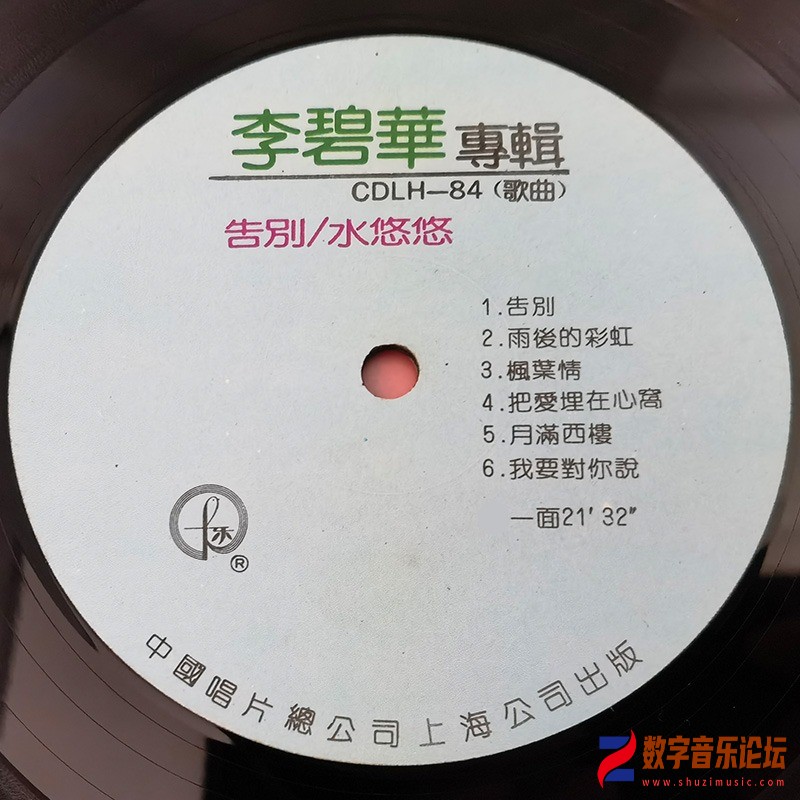 李碧華 專輯
CDLH—84（歌曲）
告別/水悠悠
1.告別
2.雨後的彩虹
3.楓葉情
4.把愛埋在心窩
5.月滿西樓
6.我要對你說
一面21′32″
乐
®
中國唱片總公司上海公司出版
数字音乐论坛
www.shuzimusic.com